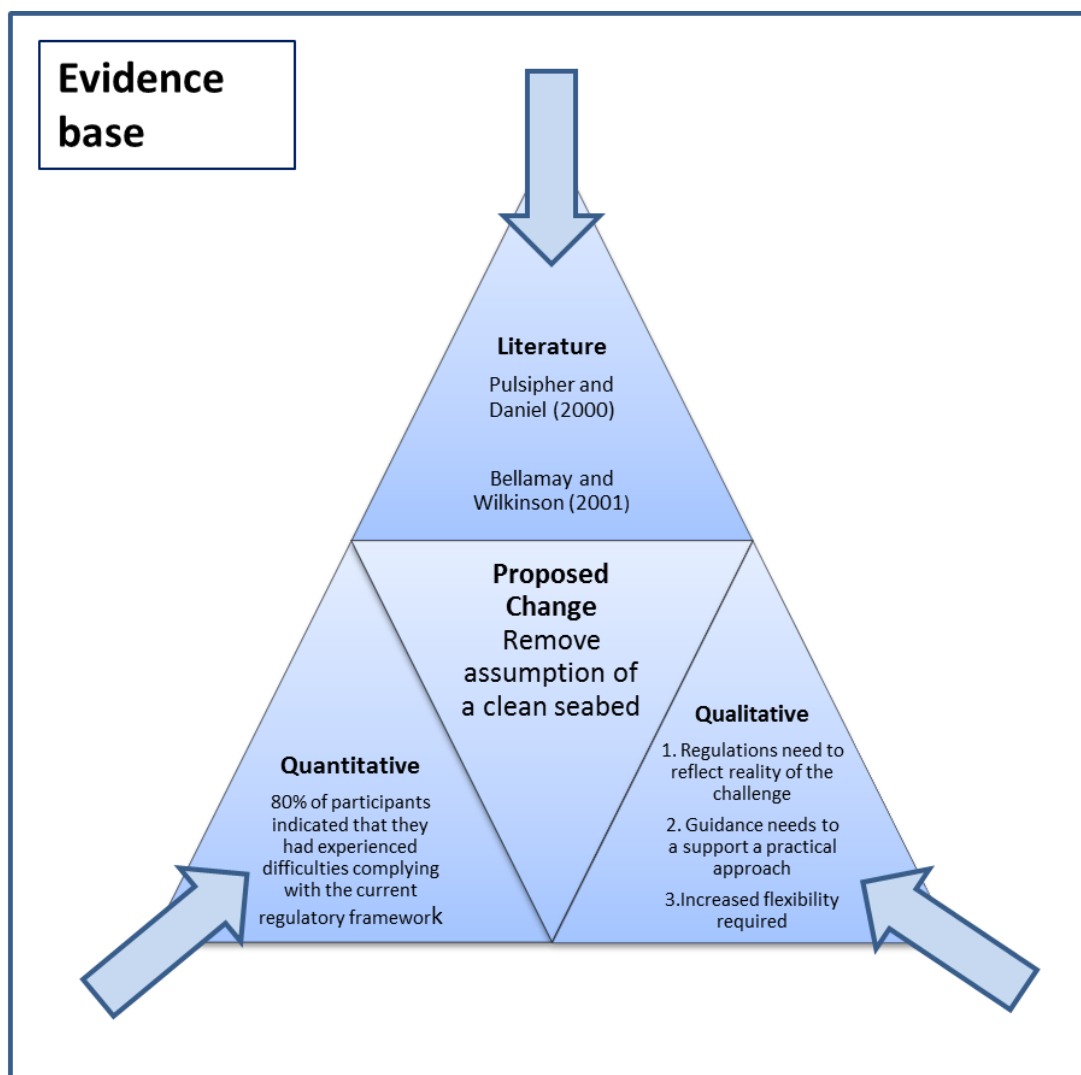 Evidence
base
Literature
Pulsipher and
Daniel (2000)
Bellamay and
Wilkinson (2001)
Proposed
Change
Remove
assumption of
a clean seabed
Quantitative
80% of participants
indicated that they
had experienced
difficulties complying
with the current
regulatory framework
Qualitative
1. Regulations need to
reflect reality of the
challenge
2. Guidance needs to
a support a practical
approach
3.Increased flexibility
required